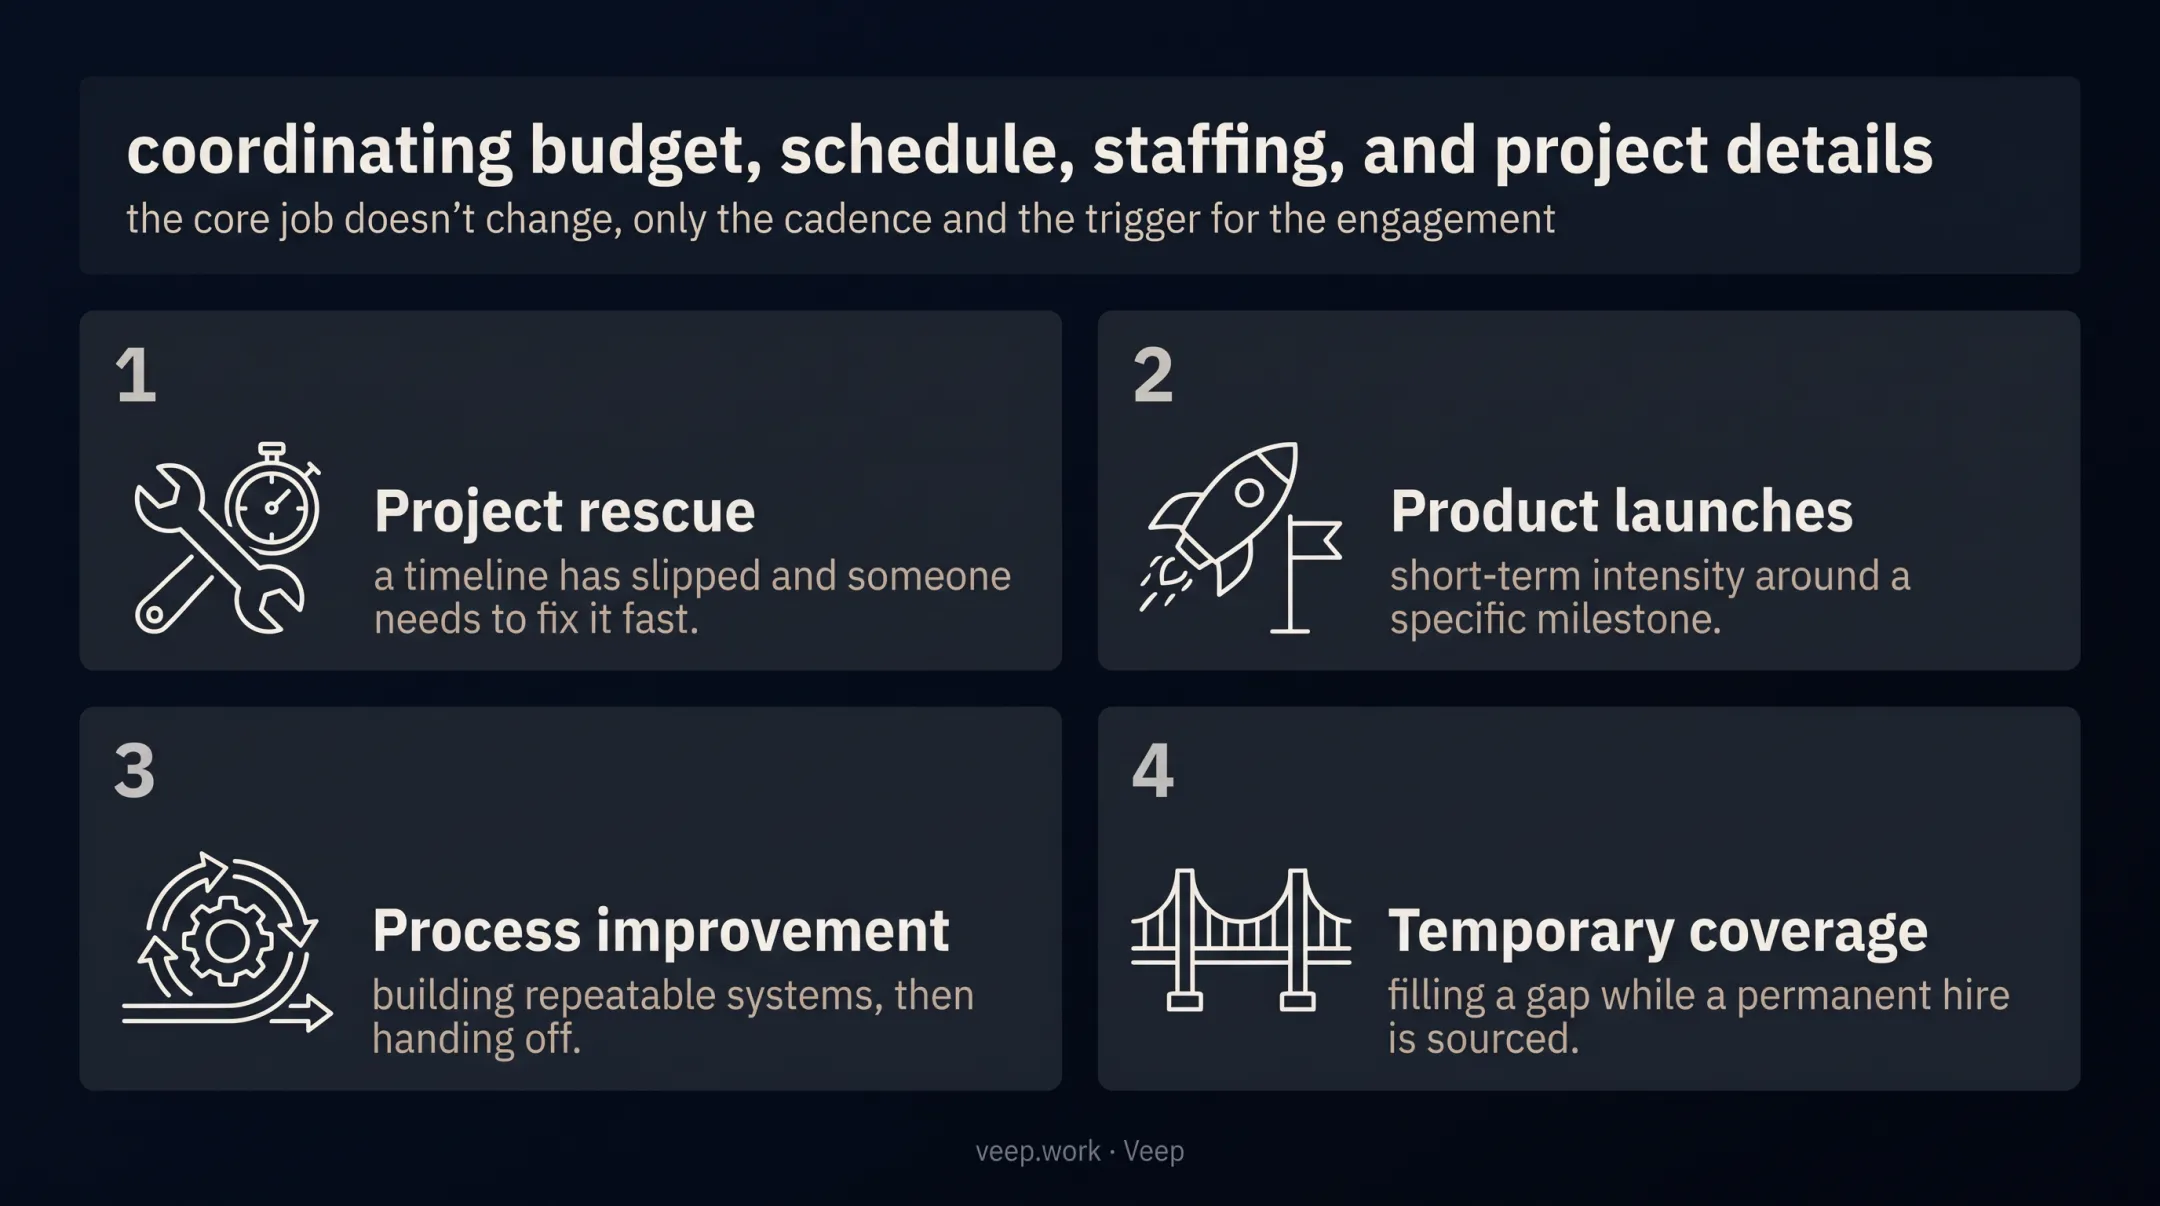 coordinating budget, schedule, staffing, and project details
the core job doesn’t change, only the cadence and the trigger for the engagement
1
Project rescue
a timeline has slipped and someone
needs to fix it fast.
2
Product launches
short-term intensity around a
specific milestone.
3
Process improvement
building repeatable systems, then
handing off.
4
Temporary coverage
filling a gap while a permanent hire
is sourced.
veep.work · Veep